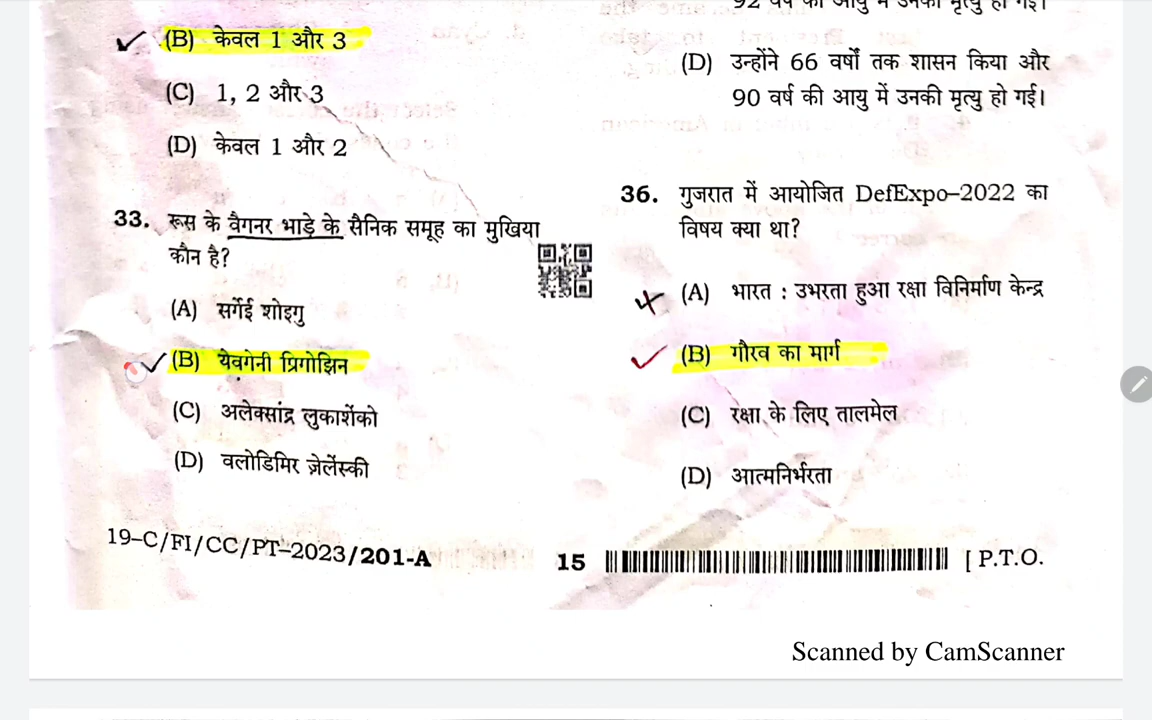 (B) केवल 1 और 3
(C) 1, 2 और 3
(D) केवल 1 और 2
33. रूस के वैगनर भाड़े के सैनिक समूह का मुखिया
कौन है?
(A) सर्गेई शोइगु
(B) येवगेनी प्रिगोझिन
(C) अलेक्सांद्र लुकाशेंको
(D) वलोडिमिर ज़ेलेंस्की
19-C/FI/CC/PT-2023/201-A
92 वर्ष की आयु में उनकी मृत्यु हो गई।
(D) उन्होंने 66 वर्षों तक शासन किया और
90 वर्ष की आयु में उनकी मृत्यु हो गई।
36. गुजरात में आयोजित DefExpo-2022 का
विषय क्या था?
(A) भारत : उभरता हुआ रक्षा विनिर्माण केन्द्र
(B) गौरव का मार्ग
(C) रक्षा के लिए तालमेल
(D) आत्मनिर्भरता
15
[ P.T.O.
Scanned by CamScanner